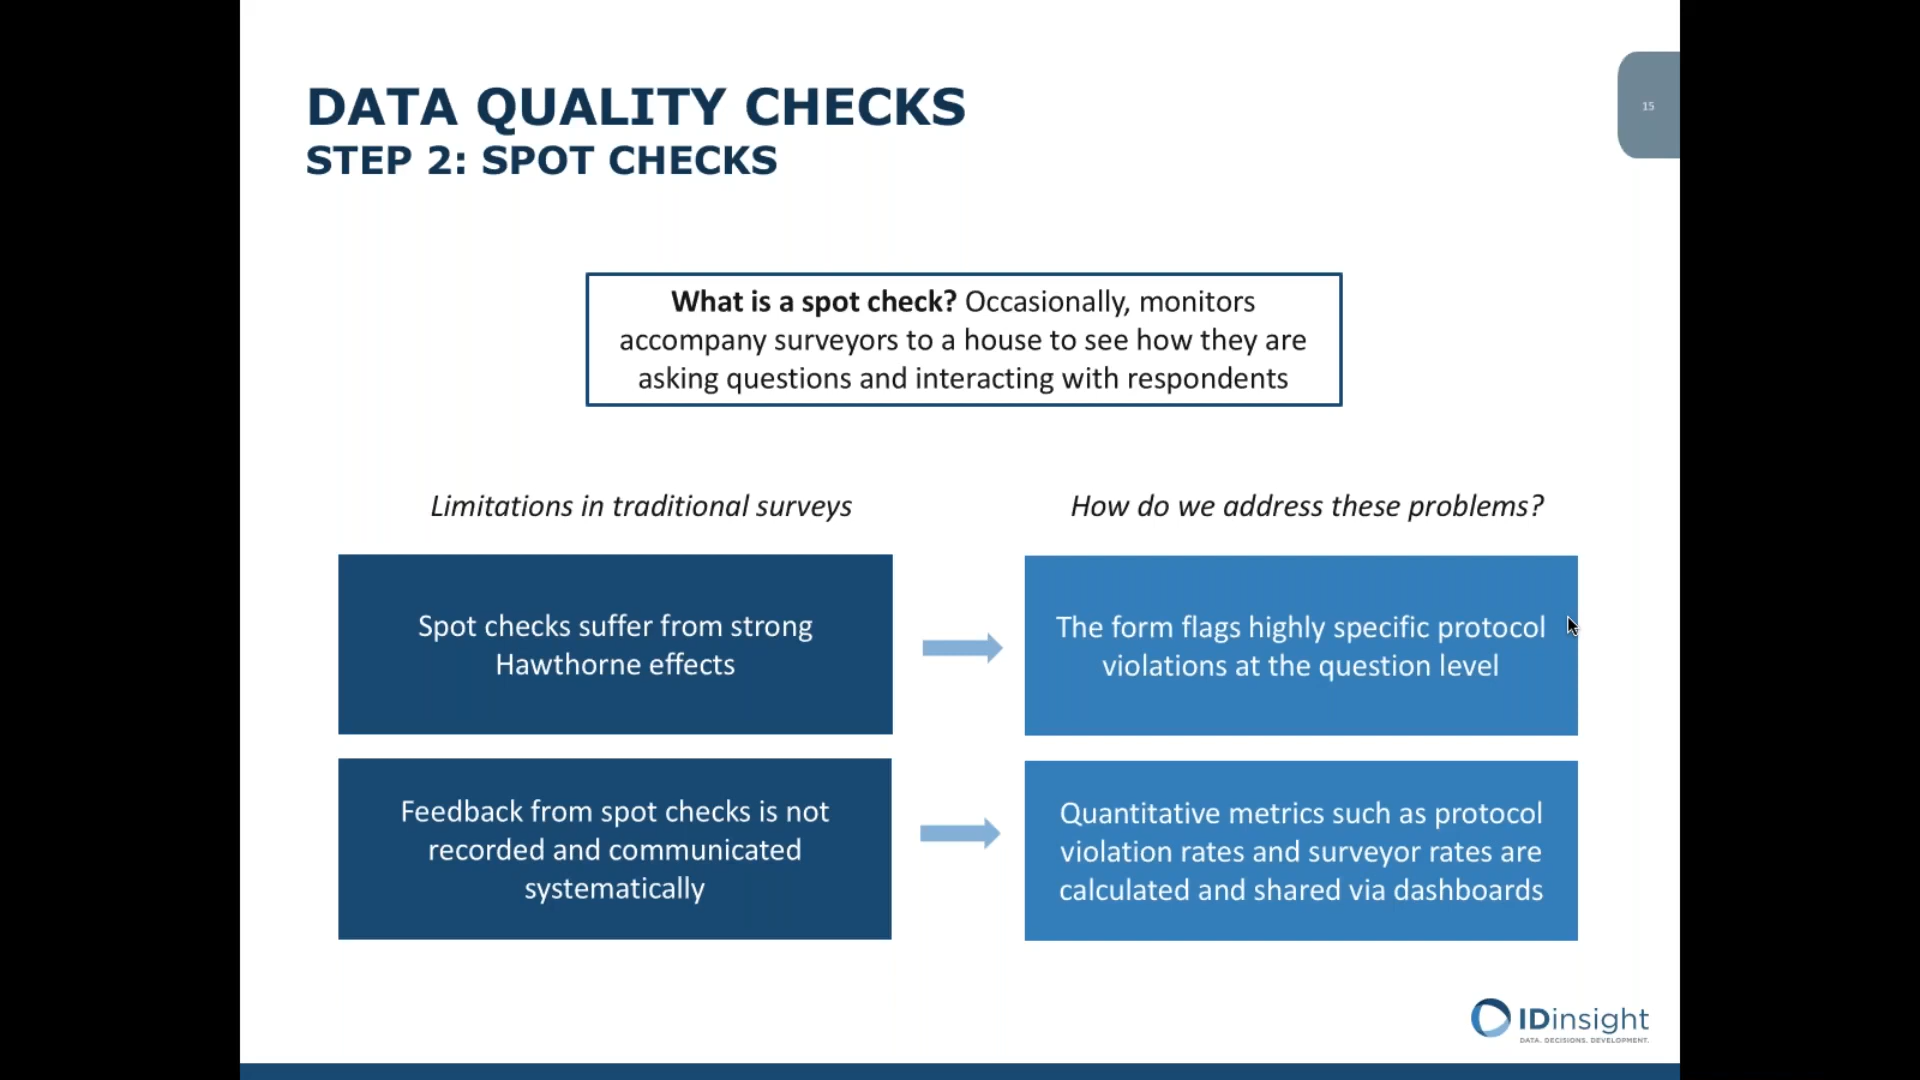 DATA QUALITY CHECKS
STEP 2: SPOT CHECKS
15
What is a spot check? Occasionally, monitors
accompany surveyors to a house to see how they are
asking questions and interacting with respondents
Limitations in traditional surveys
How do we address these problems?
Spot checks suffer from strong
Hawthorne effects
The form flags highly specific protocol
violations at the question level
Feedback from spot checks is not
recorded and communicated
systematically
Quantitative metrics such as protocol
violation rates and surveyor rates are
calculated and shared via dashboards
IDinsight
DATA. DECISIONS. DEVELOPMENT.